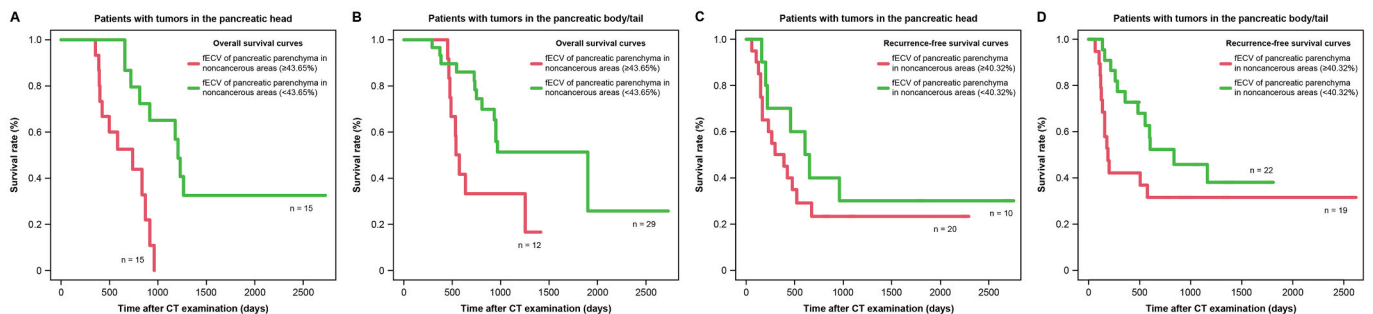 A
Patients with tumors in the pancreatic head
Survival rate (%)
1.0
0.8
0.6
0.4
0.2
0
Overall survival curves
fECV of pancreatic parenchyma in
noncancerous areas (≥43.65%)
fECV of pancreatic parenchyma in
noncancerous areas (<43.65%)
n = 15
n = 15
0 500 1000 1500 2000 2500
Time after CT examination (days)
B
Patients with tumors in the pancreatic body/tail
Survival rate (%)
1.0
0.8
0.6
0.4
0.2
0
Overall survival curves
fECV of pancreatic parenchyma in
noncancerous areas (≥43.65%)
fECV of pancreatic parenchyma in
noncancerous areas (<43.65%)
n = 29
n = 12
0 500 1000 1500 2000 2500
Time after CT examination (days)
C
Patients with tumors in the pancreatic head
Survival rate (%)
1.0
0.8
0.6
0.4
0.2
0
Recurrence-free survival curves
fECV of pancreatic parenchyma
in noncancerous areas (≥40.32%)
fECV of pancreatic parenchyma
in noncancerous areas (<40.32%)
n = 10
n = 20
0 500 1000 1500 2000 2500
Time after CT examination (days)
D
Patients with tumors in the pancreatic body/tail
Survival rate (%)
1.0
0.8
0.6
0.4
0.2
0
Recurrence-free survival curves
fECV of pancreatic parenchyma
in noncancerous areas (≥40.32%)
fECV of pancreatic parenchyma
in noncancerous areas (<40.32%)
n = 22
n = 19
0 500 1000 1500 2000 2500
Time after CT examination (days)